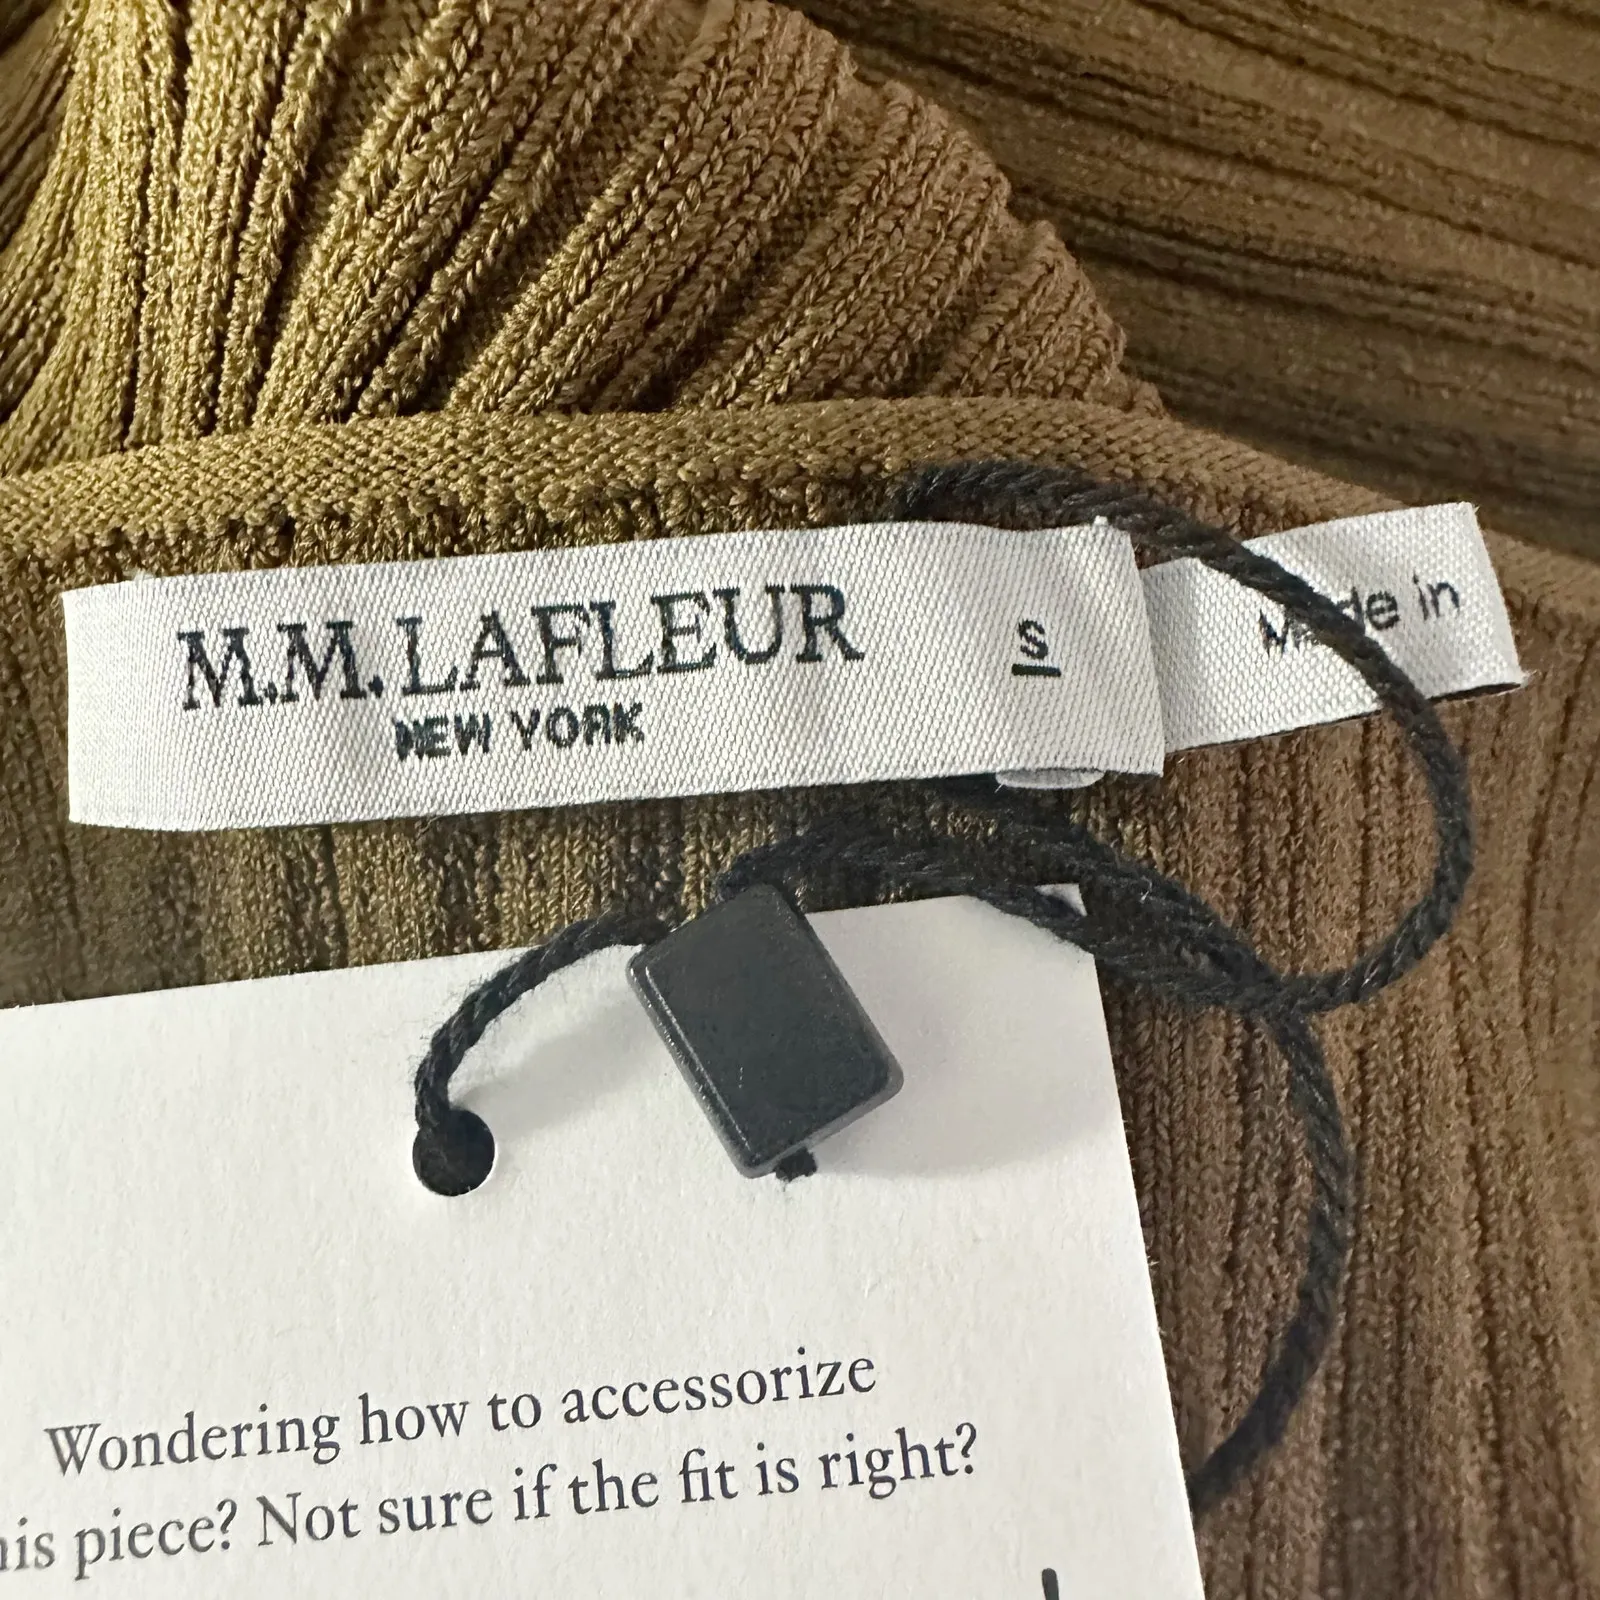 M.M.LAFLEUR
NEW YORK
S
Made in
Wondering how to accessorize
his piece? Not sure if the fit is right?